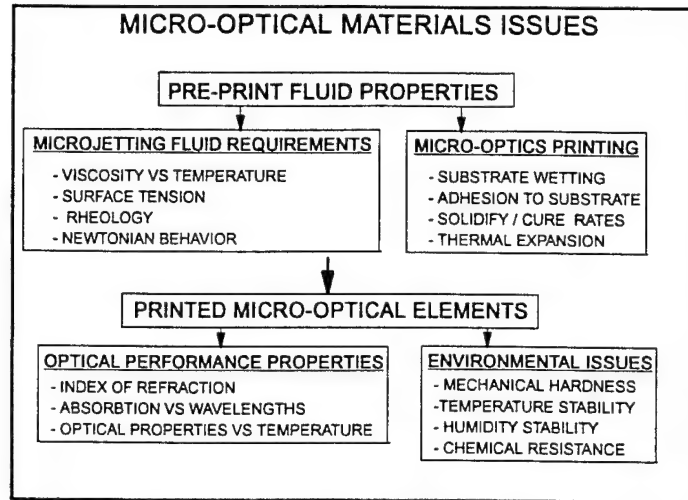 MICRO-OPTICAL MATERIALS ISSUES
PRE-PRINT FLUID PROPERTIES
MICROJETTING FLUID REQUIREMENTS
- VISCOSITY VS TEMPERATURE
- SURFACE TENSION
- RHEOLOGY
- NEWTONIAN BEHAVIOR
MICRO-OPTICS PRINTING
- SUBSTRATE WETTING
- ADHESION TO SUBSTRATE
- SOLIDIFY / CURE RATES
- THERMAL EXPANSION
PRINTED MICRO-OPTICAL ELEMENTS
OPTICAL PERFORMANCE PROPERTIES
- INDEX OF REFRACTION
- ABSORBTION VS WAVELENGTHS
- OPTICAL PROPERTIES VS TEMPERATURE
ENVIRONMENTAL ISSUES
- MECHANICAL HARDNESS
-TEMPERATURE STABILITY
- HUMIDITY STABILITY
- CHEMICAL RESISTANCE